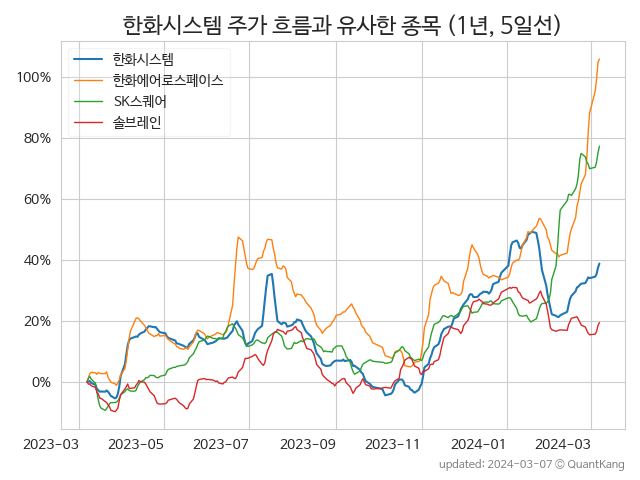 한화시스템 주가 흐름과 유사한 종목 (1년, 5일선)
한화시스템
한화에어로스페이스
SK스퀘어
솔브레인
100%
80%
60%
40%
20%
0%
2023-03 2023-05 2023-07 2023-09 2023-11 2024-01 2024-03
updated: 2024-03-07 © QuantKang